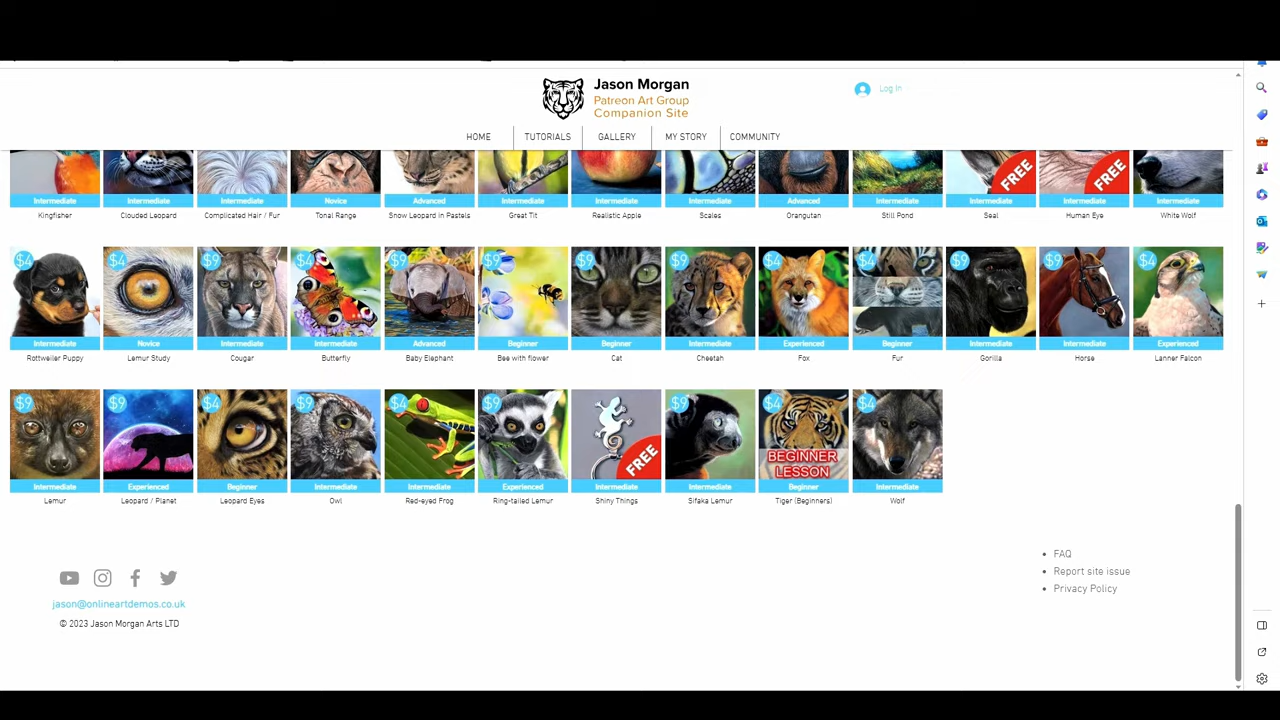 Jason Morgan
Patreon Art Group
Companion Site
Log In
HOME TUTORIALS GALLERY MY STORY COMMUNITY
FREE FREE
Intermediate Intermediate Intermediate Novice Advanced Intermediate Intermediate Intermediate Advanced Intermediate Intermediate Intermediate Intermediate
Kingfisher Clouded Leopard Complicated Hair / Fur Tonal Range Snow Leopard in Pastels Great Tit Realistic Apple Scales Orangutan Still Pond Seal Human Eye White Wolf
$4 $4 $9 $4 $9 $9 $9 $9 $4 $4 $9 $9 $4
Intermediate Novice Intermediate Intermediate Advanced Beginner Beginner Intermediate Experienced Beginner Intermediate Intermediate Experienced
Rottweiler Puppy Lemur Study Cougar Butterfly Baby Elephant Bee with flower Cat Cheetah Fox Fur Gorilla Horse Lanner Falcon
$9 $9 $4 $9 $4 $9 $9 $4 $4
FREE
BEGINNER
LESSON
Intermediate Experienced Beginner Intermediate Intermediate Experienced Intermediate Intermediate Beginner Intermediate
Lemur Leopard / Planet Leopard Eyes Owl Red-eyed Frog Ring-tailed Lemur Shiny Things Sifaka Lemur Tiger (Beginners) Wolf
FAQ
Report site issue
Privacy Policy
jason@onlineartdemos.co.uk
© 2023 Jason Morgan Arts LTD